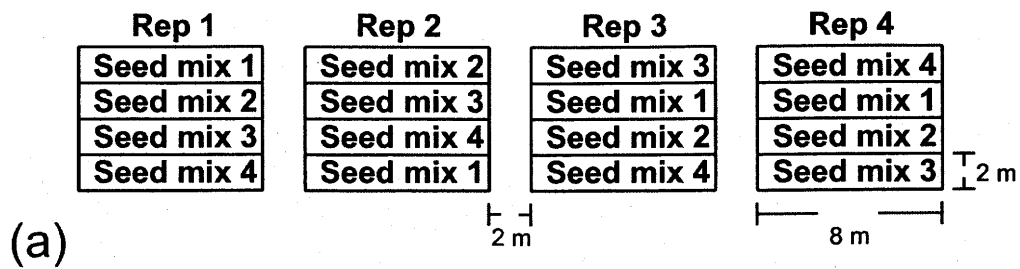 Rep 1 Rep 2 Rep 3 Rep 4
Seed mix 1 Seed mix 2 Seed mix 3 Seed mix 4
Seed mix 2 Seed mix 3 Seed mix 1 Seed mix 1
Seed mix 3 Seed mix 4 Seed mix 2 Seed mix 2
Seed mix 4 Seed mix 1 Seed mix 4 Seed mix 3 2 m
2 m 8 m
(a)